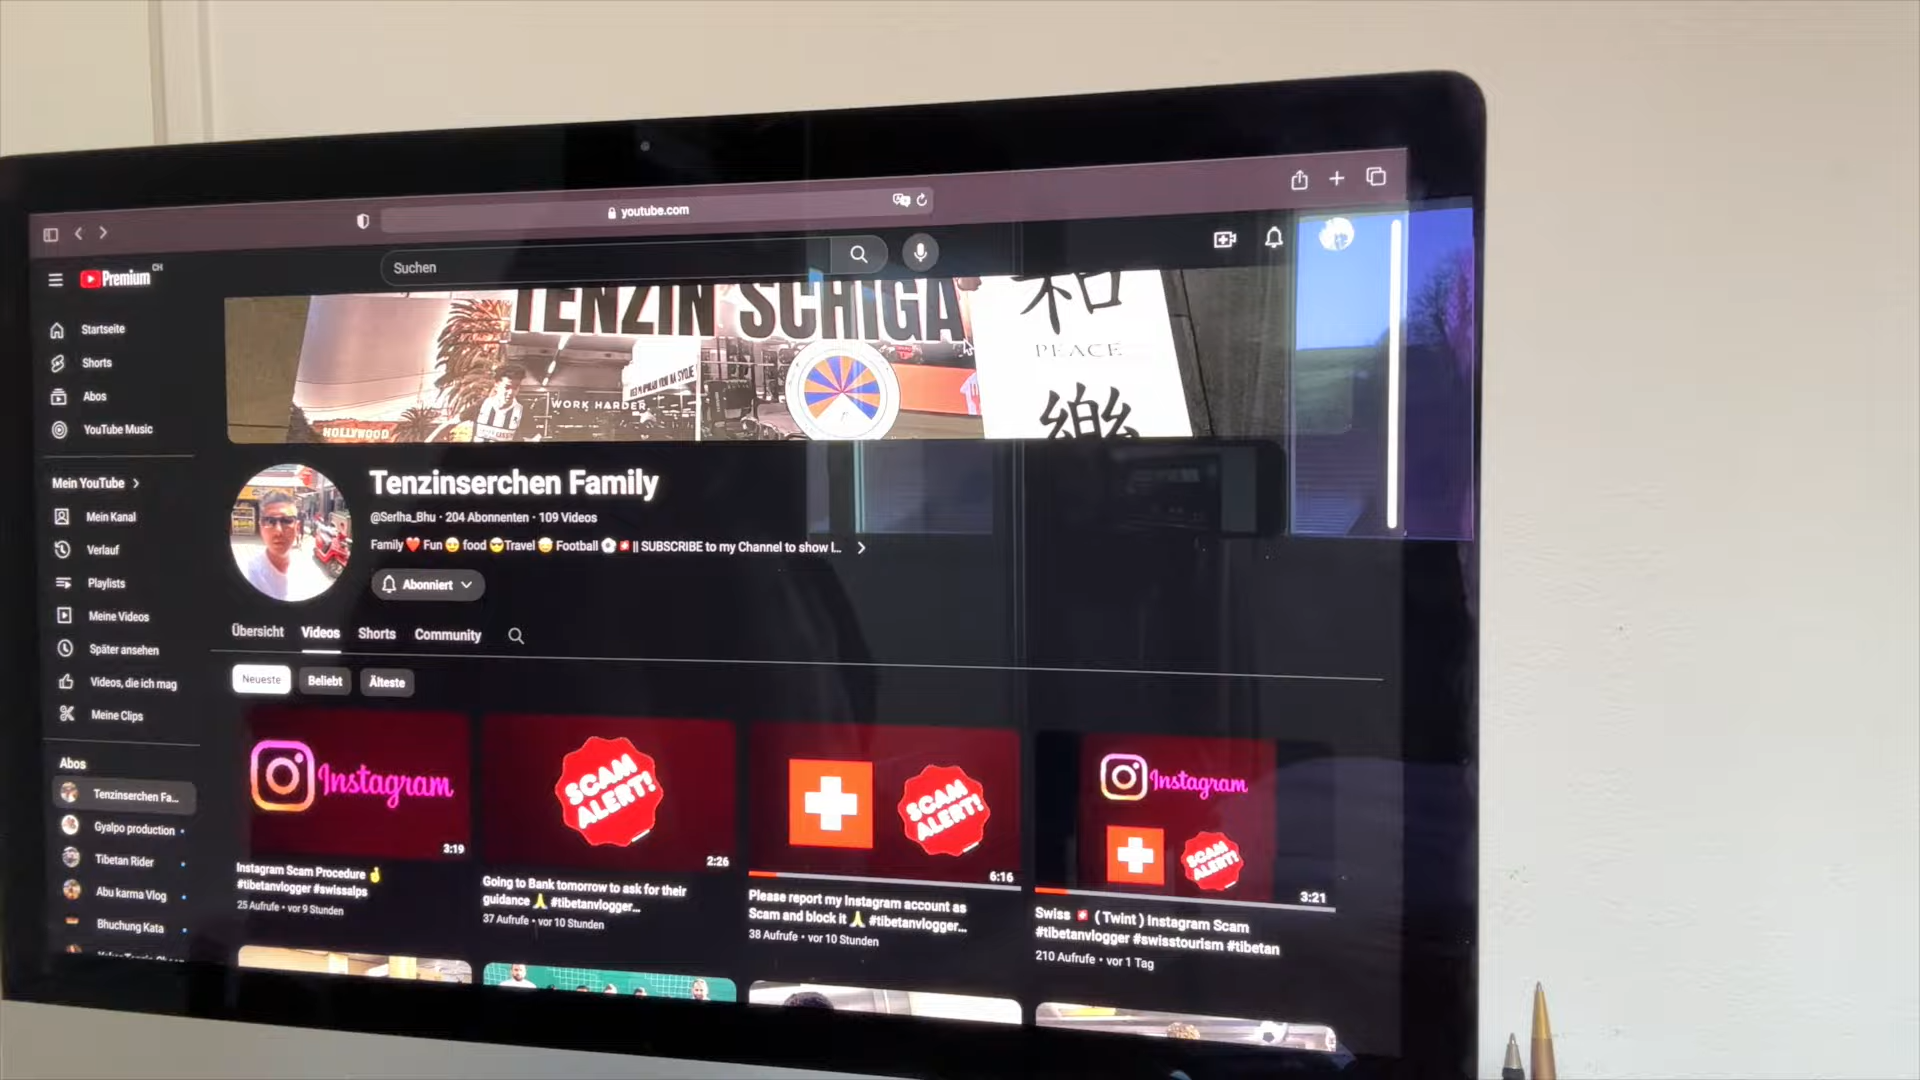 youtube.com
Premium CH
Suchen
Startseite
Shorts
Abos
YouTube Music
Mein YouTube
Mein Kanal
Verlauf
Playlists
Meine Videos
Später ansehen
Videos, die ich mag
Meine Clips
Abos
Tenzinserchen Fa...
Gyalpo production
Tibetan Rider
Abu karma Vlog
Bhuchung Kata
TENZIN SCHIGA
WORK HARDER
HOLLYWOOD
和
PEACE
樂
Tenzinserchen Family
@Serlha_Bhu · 204 Abonnenten · 109 Videos
Family ❤️ Fun 😊 food 😎 Travel 😇 Football ⚽ 🇨🇭 || SUBSCRIBE to my Channel to show I...
Abonniert
Übersicht Videos Shorts Community
Neueste Beliebt Älteste
Instagram
3:19
Instagram Scam Procedure 👌
#tibetanvlogger #swissalps
25 Aufrufe • vor 9 Stunden
SCAM
ALERT!
2:26
Going to Bank tomorrow to ask for their
guidance 🙏 #tibetanvlogger...
37 Aufrufe • vor 10 Stunden
SCAM
ALERT!
6:16
Please report my Instagram account as
Scam and block it 🙏 #tibetanvlogger...
38 Aufrufe • vor 10 Stunden
Instagram
SCAM
ALERT!
3:21
Swiss 🇨🇭 ( Twint ) Instagram Scam
#tibetanvlogger #swisstourism #tibetan
210 Aufrufe • vor 1 Tag